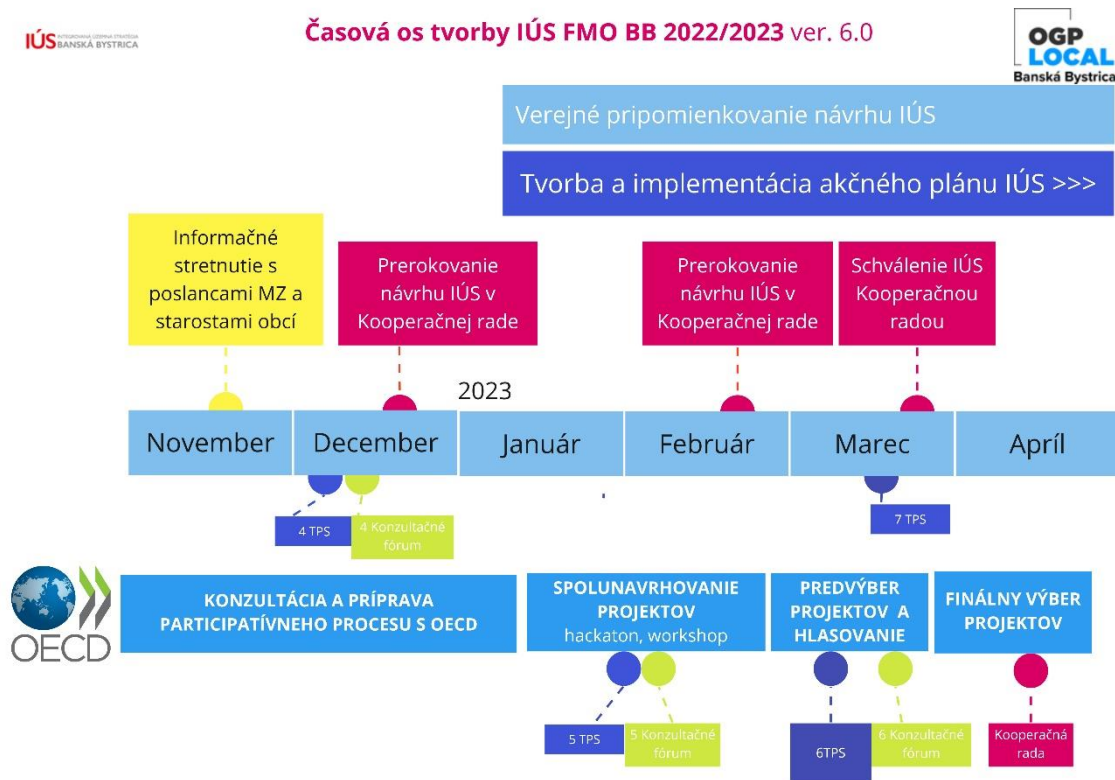 IÚS INTEGROVANÁ ÚZEMNÁ STRATÉGIA
BANSKÁ BYSTRICA
Časová os tvorby IÚS FMO BB 2022/2023 ver. 6.0
OGP
LOCAL
Banská Bystrica
Verejné pripomienkovanie návrhu IÚS
Tvorba a implementácia akčného plánu IÚS >>>
Informačné
stretnutie s
poslancami MZ a
starostami obcí
Prerokovanie
návrhu IÚS v
Kooperačnej rade
Prerokovanie
návrhu IÚS v
Kooperačnej rade
Schválenie IÚS
Kooperačnou
radou
2023
November
December
Január
Február
Marec
Apríl
4 TPS
4 Konzultačné
fórum
7 TPS
OECD
KONZULTÁCIA A PRÍPRAVA
PARTICIPATÍVNEHO PROCESU S OECD
SPOLUNAVRHOVANIE
PROJEKTOV
hackaton, workshop
PREDVÝBER
PROJEKTOV A
HLASOVANIE
FINÁLNY VÝBER
PROJEKTOV
5 TPS
5 Konzultačné
fórum
6TPS
6 Konzultačné
fórum
Kooperačná
rada